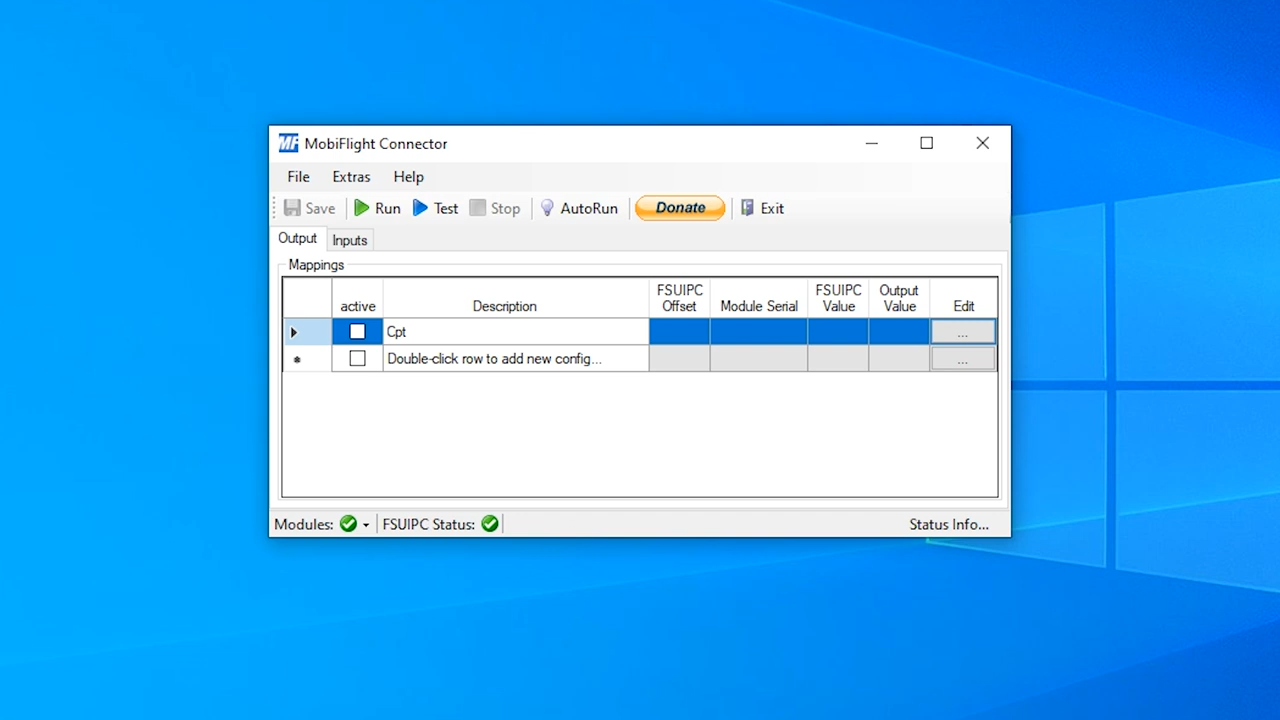 MF MobiFlight Connector
File Extras Help
Save Run Test Stop AutoRun Donate Exit
Output Inputs
Mappings
active Description FSUIPC Offset Module Serial FSUIPC Value Output Value Edit
Cpt ...
Double-click row to add new config... ...
Modules: FSUIPC Status: Status Info...